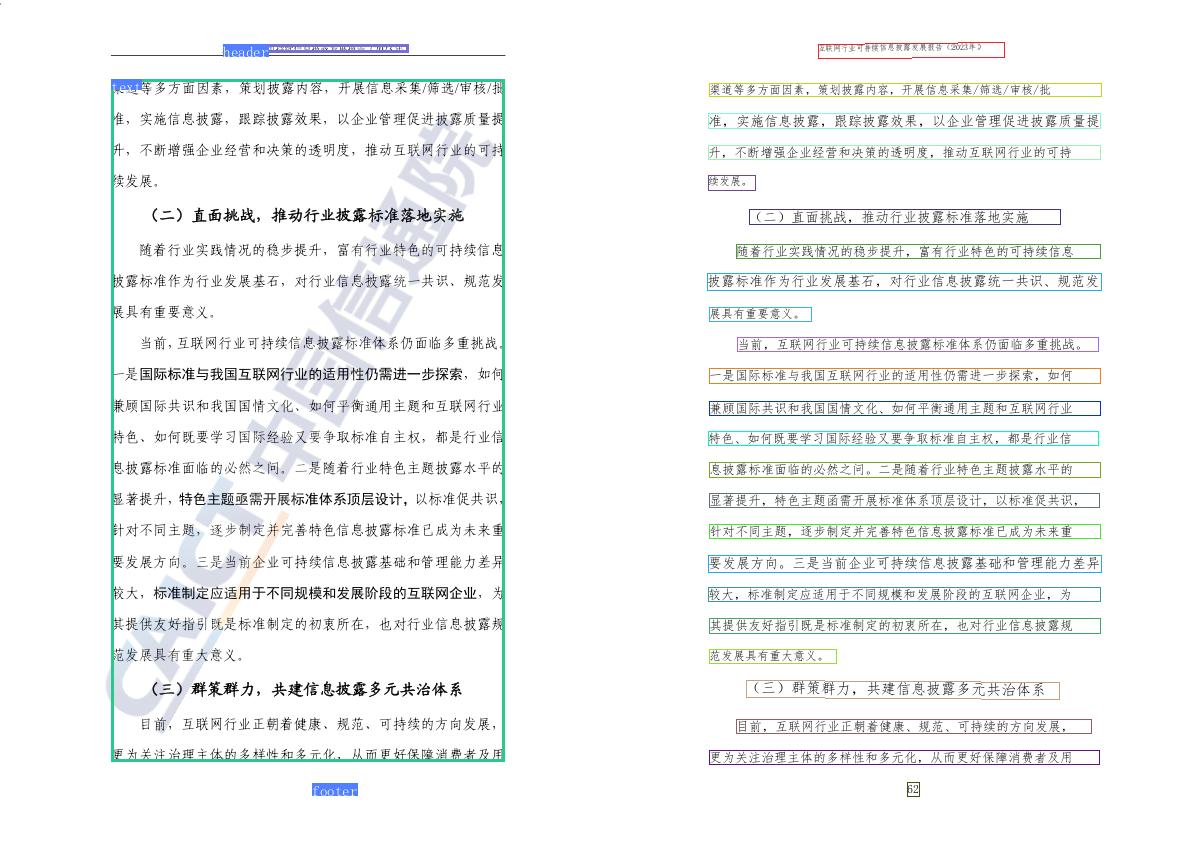 header
text
渠道等多方面因素，策划披露内容，开展信息采集/筛选/审核/批
准，实施信息披露，跟踪披露效果，以企业管理促进披露质量提
升，不断增强企业经营和决策的透明度，推动互联网行业的可持
续发展。
（二）直面挑战，推动行业披露标准落地实施
随着行业实践情况的稳步提升，富有行业特色的可持续信息
披露标准作为行业发展基石，对行业信息披露统一共识、规范发
展具有重要意义。
当前，互联网行业可持续信息披露标准体系仍面临多重挑战。
一是国际标准与我国互联网行业的适用性仍需进一步探索，如何
兼顾国际共识和我国国情文化、如何平衡通用主题和互联网行业
特色、如何既要学习国际经验又要争取标准自主权，都是行业信
息披露标准面临的必然之间。二是随着行业特色主题披露水平的
显著提升，特色主题亟需开展标准体系顶层设计，以标准促共识，
针对不同主题，逐步制定并完善特色信息披露标准已成为未来重
要发展方向。三是当前企业可持续信息披露基础和管理能力差异
较大，标准制定应适用于不同规模和发展阶段的互联网企业，为
其提供友好指引既是标准制定的初衷所在，也对行业信息披露规
范发展具有重大意义。
（三）群策群力，共建信息披露多元共治体系
目前，互联网行业正朝着健康、规范、可持续的方向发展，
更为关注治理主体的多样性和多元化，从而更好保障消费者及用
CAICT 中国信通院
footer
互联网行业可持续信息披露发展报告（2023年）
渠道等多方面因素，策划披露内容，开展信息采集/筛选/审核/批
准，实施信息披露，跟踪披露效果，以企业管理促进披露质量提
升，不断增强企业经营和决策的透明度，推动互联网行业的可持
续发展。
（二）直面挑战，推动行业披露标准落地实施
随着行业实践情况的稳步提升，富有行业特色的可持续信息
披露标准作为行业发展基石，对行业信息披露统一共识、规范发
展具有重要意义。
当前，互联网行业可持续信息披露标准体系仍面临多重挑战。
一是国际标准与我国互联网行业的适用性仍需进一步探索，如何
兼顾国际共识和我国国情文化、如何平衡通用主题和互联网行业
特色、如何既要学习国际经验又要争取标准自主权，都是行业信
息披露标准面临的必然之间。二是随着行业特色主题披露水平的
显著提升，特色主题函需开展标准体系顶层设计，以标准促共识，
针对不同主题，逐步制定并完善特色信息披露标准已成为未来重
要发展方向。三是当前企业可持续信息披露基础和管理能力差异
较大，标准制定应适用于不同规模和发展阶段的互联网企业，为
其提供友好指引既是标准制定的初衷所在，也对行业信息披露规
范发展具有重大意义。
（三）群策群力，共建信息披露多元共治体系
目前，互联网行业正朝着健康、规范、可持续的方向发展，
更为关注治理主体的多样性和多元化，从而更好保障消费者及用
62